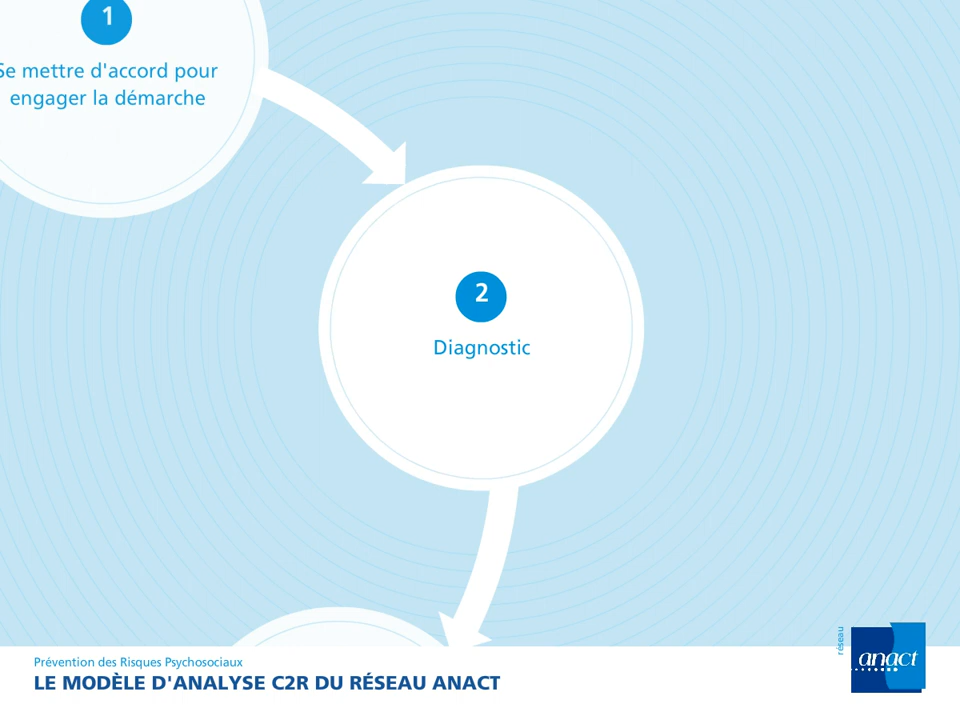 1
Se mettre d'accord pour
engager la démarche
2
Diagnostic
Prévention des Risques Psychosociaux
LE MODÈLE D'ANALYSE C2R DU RÉSEAU ANACT
réseau
anact